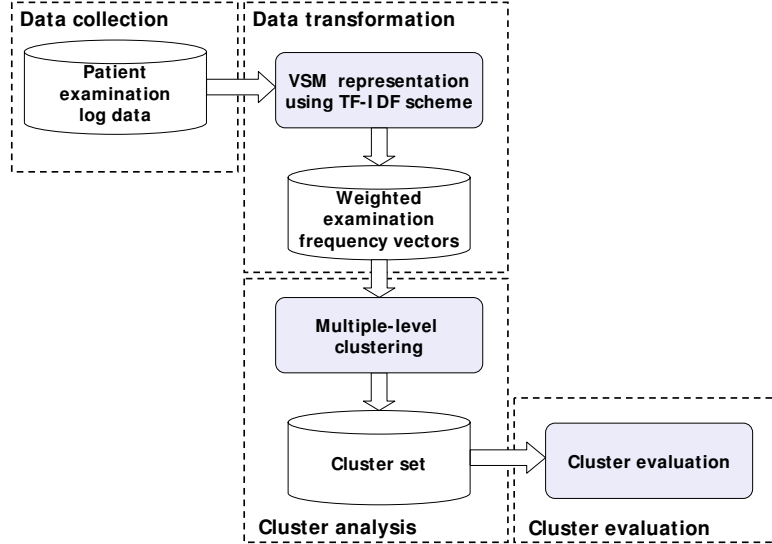 Data collection
Data transformation
Patient
examination
log data
VSM representation
using TF-IDF scheme
Weighted
examination
frequency vectors
Multiple-level
clustering
Cluster set
Cluster evaluation
Cluster analysis
Cluster evaluation